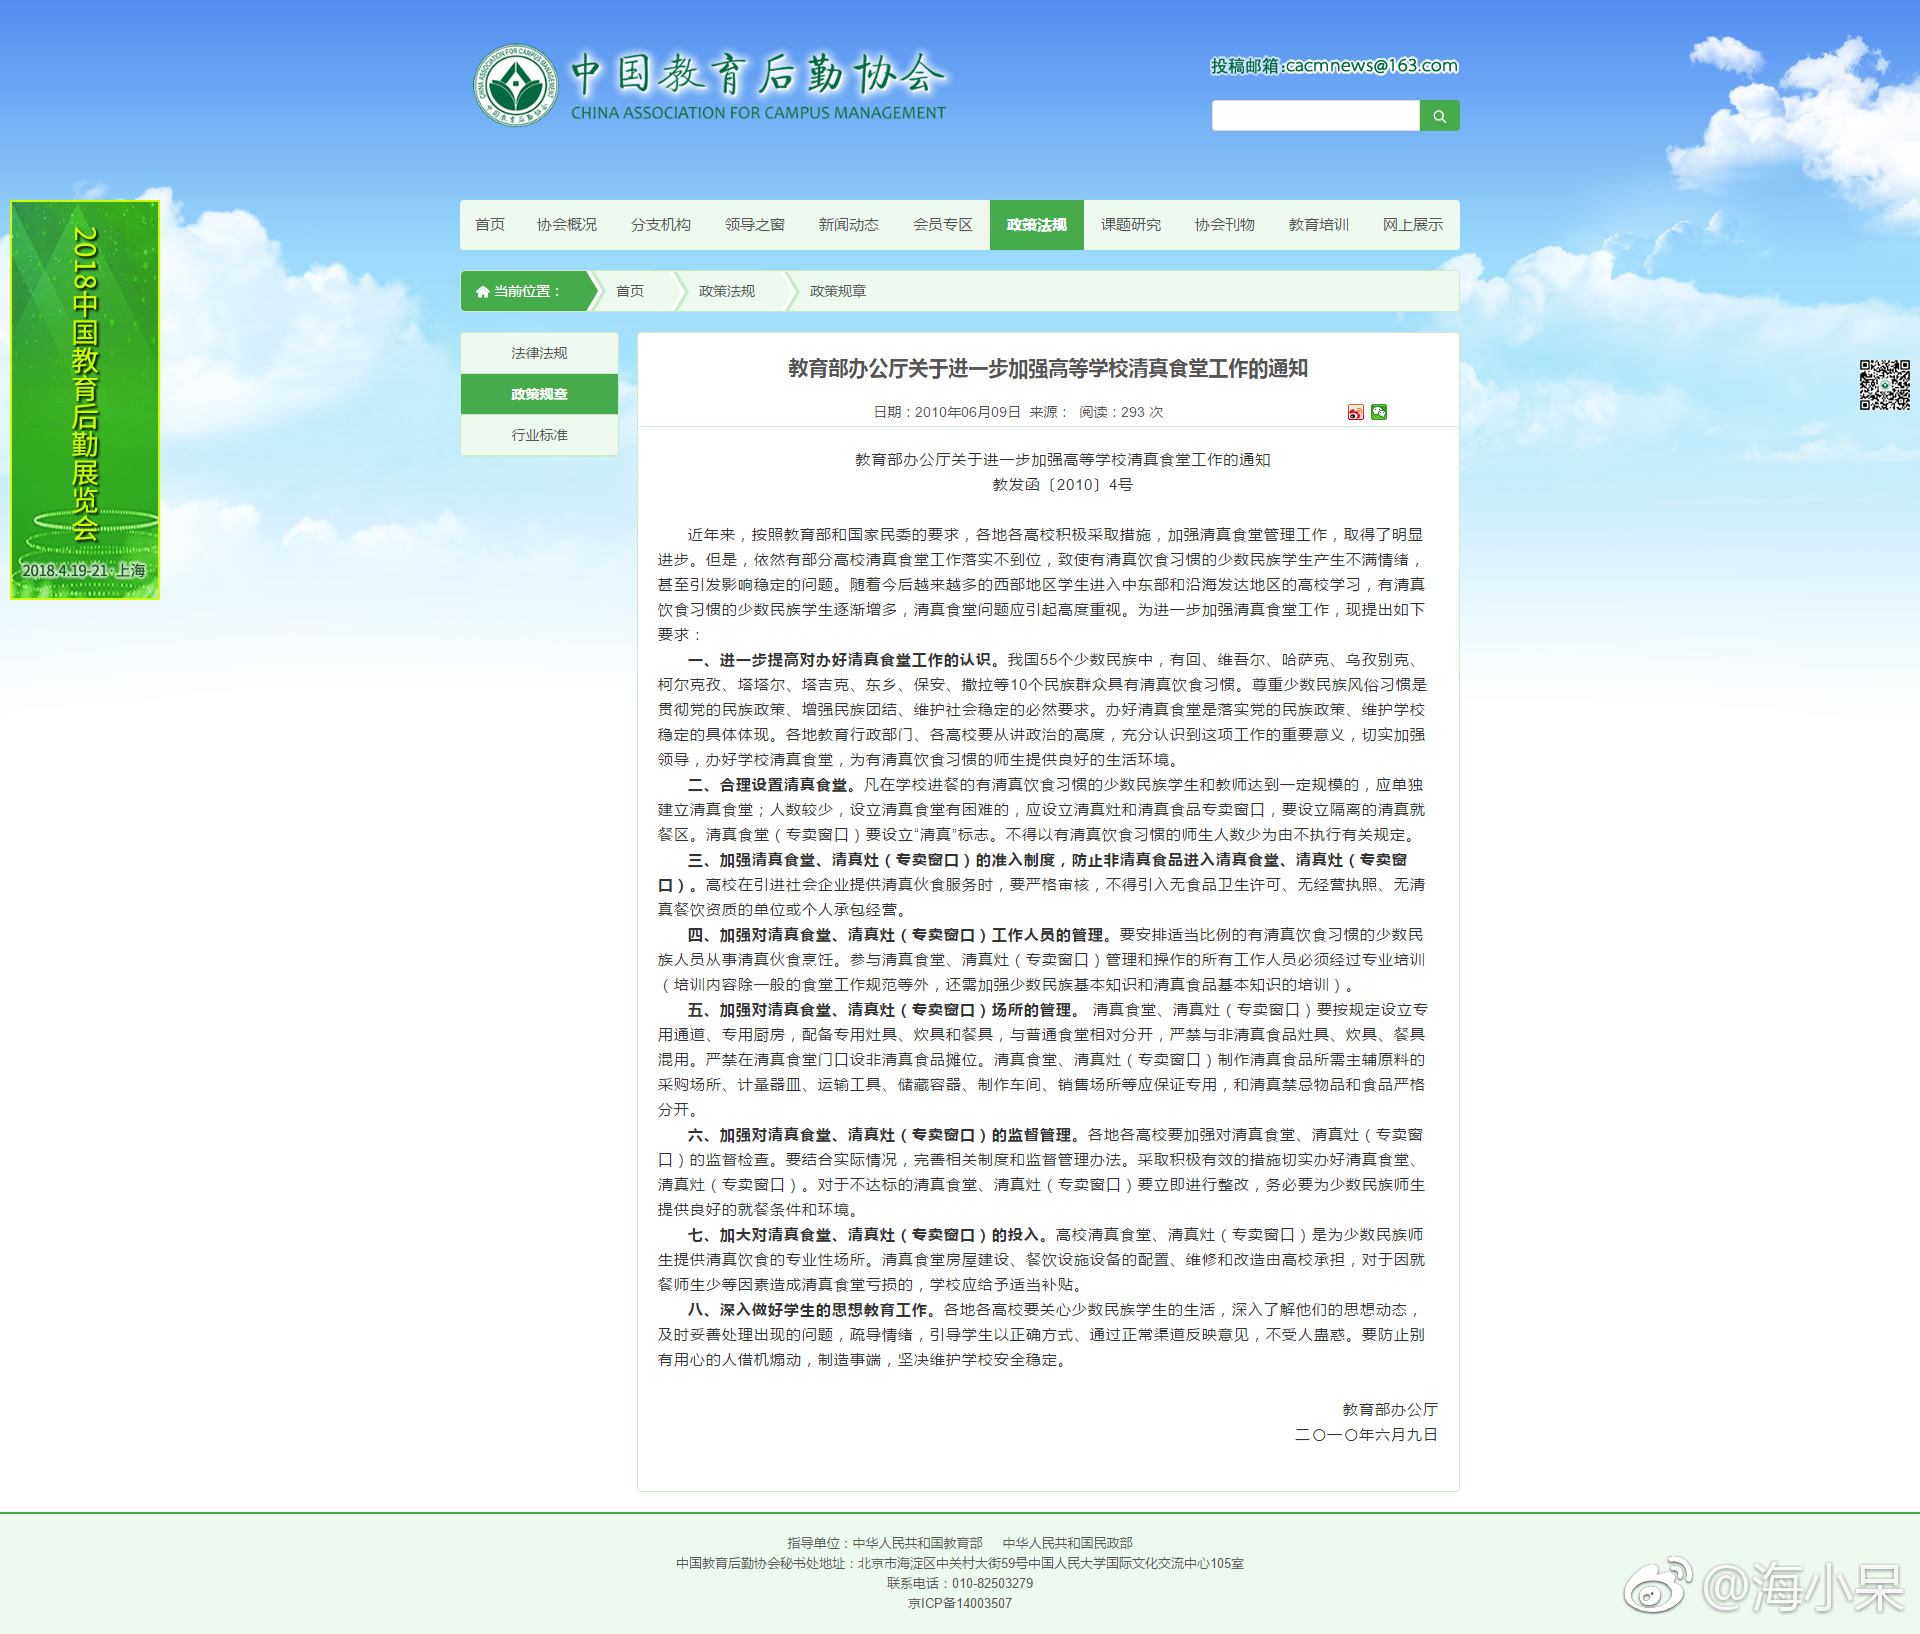 中国教育后勤协会
CHINA ASSOCIATION FOR CAMPUS MANAGEMENT
投稿邮箱:cacmnews@163.com
首页 协会概况 分支机构 领导之窗 新闻动态 会员专区 政策法规 课题研究 协会刊物 教育培训 网上展示
当前位置： 首页 政策法规 政策规章
2018中国教育后勤展览会
2018.4.19-21·上海
法律法规
政策规章
行业标准
教育部办公厅关于进一步加强高等学校清真食堂工作的通知
日期：2010年06月09日 来源： 阅读：293 次
教育部办公厅关于进一步加强高等学校清真食堂工作的通知
教发函〔2010〕4号
近年来，按照教育部和国家民委的要求，各地各高校积极采取措施，加强清真食堂管理工作，取得了明显
进步。但是，依然有部分高校清真食堂工作落实不到位，致使有清真饮食习惯的少数民族学生产生不满情绪，
甚至引发影响稳定的问题。随着今后越来越多的西部地区学生进入中东部和沿海发达地区的高校学习，有清真
饮食习惯的少数民族学生逐渐增多，清真食堂问题应引起高度重视。为进一步加强清真食堂工作，现提出如下
要求：
一、进一步提高对办好清真食堂工作的认识。我国55个少数民族中，有回、维吾尔、哈萨克、乌孜别克、
柯尔克孜、塔塔尔、塔吉克、东乡、保安、撒拉等10个民族群众具有清真饮食习惯。尊重少数民族风俗习惯是
贯彻党的民族政策、增强民族团结、维护社会稳定的必然要求。办好清真食堂是落实党的民族政策、维护学校
稳定的具体体现。各地教育行政部门、各高校要从讲政治的高度，充分认识到这项工作的重要意义，切实加强
领导，办好学校清真食堂，为有清真饮食习惯的师生提供良好的生活环境。
二、合理设置清真食堂。凡在学校进餐的有清真饮食习惯的少数民族学生和教师达到一定规模的，应单独
建立清真食堂；人数较少，设立清真食堂有困难的，应设立清真灶和清真食品专卖窗口，要设立隔离的清真就
餐区。清真食堂（专卖窗口）要设立“清真”标志。不得以有清真饮食习惯的师生人数少为由不执行有关规定。
三、加强清真食堂、清真灶（专卖窗口）的准入制度，防止非清真食品进入清真食堂、清真灶（专卖窗
口）。高校在引进社会企业提供清真伙食服务时，要严格审核，不得引入无食品卫生许可、无经营执照、无清
真餐饮资质的单位或个人承包经营。
四、加强对清真食堂、清真灶（专卖窗口）工作人员的管理。要安排适当比例的有清真饮食习惯的少数民
族人员从事清真伙食烹饪。参与清真食堂、清真灶（专卖窗口）管理和操作的所有工作人员必须经过专业培训
（培训内容除一般的食堂工作规范等外，还需加强少数民族基本知识和清真食品基本知识的培训）。
五、加强对清真食堂、清真灶（专卖窗口）场所的管理。 清真食堂、清真灶（专卖窗口）要按规定设立专
用通道、专用厨房，配备专用灶具、炊具和餐具，与普通食堂相对分开，严禁与非清真食品灶具、炊具、餐具
混用。严禁在清真食堂门口设非清真食品摊位。清真食堂、清真灶（专卖窗口）制作清真食品所需主辅原料的
采购场所、计量器皿、运输工具、储藏容器、制作车间、销售场所等应保证专用，和清真禁忌物品和食品严格
分开。
六、加强对清真食堂、清真灶（专卖窗口）的监督管理。各地各高校要加强对清真食堂、清真灶（专卖窗
口）的监督检查。要结合实际情况，完善相关制度和监督管理办法。采取积极有效的措施切实办好清真食堂、
清真灶（专卖窗口）。对于不达标的清真食堂、清真灶（专卖窗口）要立即进行整改，务必要为少数民族师生
提供良好的就餐条件和环境。
七、加大对清真食堂、清真灶（专卖窗口）的投入。高校清真食堂、清真灶（专卖窗口）是为少数民族师
生提供清真饮食的专业性场所。清真食堂房屋建设、餐饮设施设备的配置、维修和改造由高校承担，对于因就
餐师生少等因素造成清真食堂亏损的，学校应给予适当补贴。
八、深入做好学生的思想教育工作。各地各高校要关心少数民族学生的生活，深入了解他们的思想动态，
及时妥善处理出现的问题，疏导情绪，引导学生以正确方式、通过正常渠道反映意见，不受人蛊惑。要防止别
有用心的人借机煽动，制造事端，坚决维护学校安全稳定。
教育部办公厅
二〇一〇年六月九日
指导单位：中华人民共和国教育部 中华人民共和国民政部
中国教育后勤协会秘书处地址：北京市海淀区中关村大街59号中国人民大学国际文化交流中心105室
联系电话：010-82503279
京ICP备14003507
@海小呆